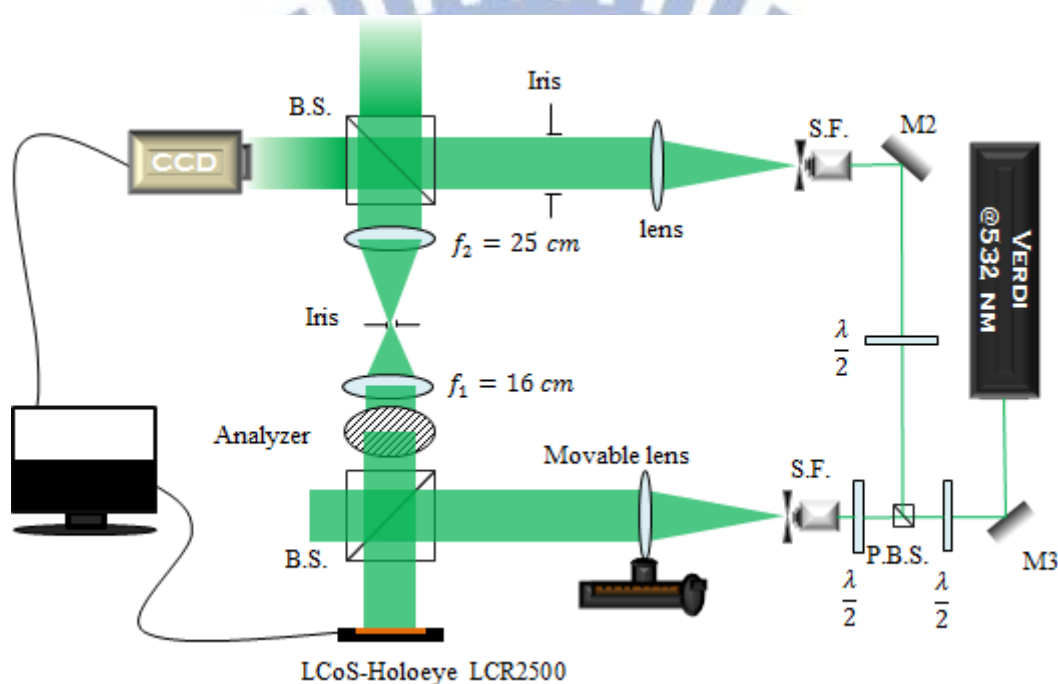 B.S.
Iris
S.F.
M2
CCD
lens
VERDI
@532 NM
f₂ = 25 cm
Iris
λ/2
f₁ = 16 cm
Analyzer
Movable lens
S.F.
B.S.
P.B.S.
M3
λ/2
λ/2
LCoS-Holoeye LCR2500